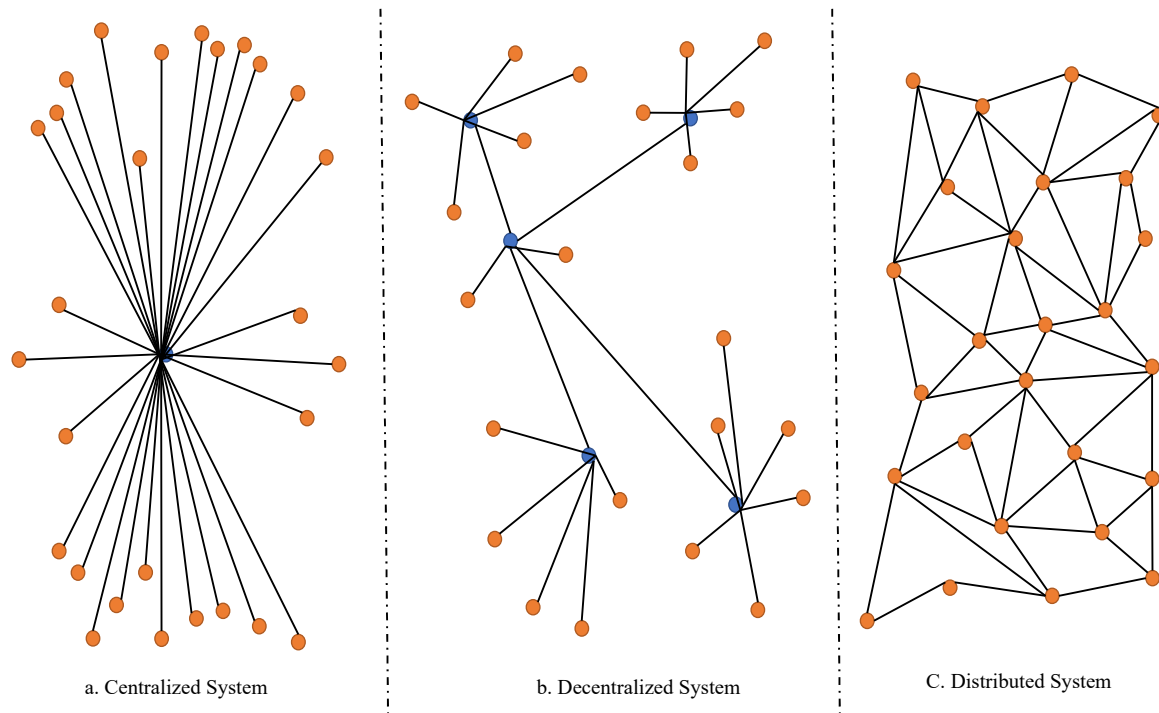 a. Centralized System
b. Decentralized System
C. Distributed System